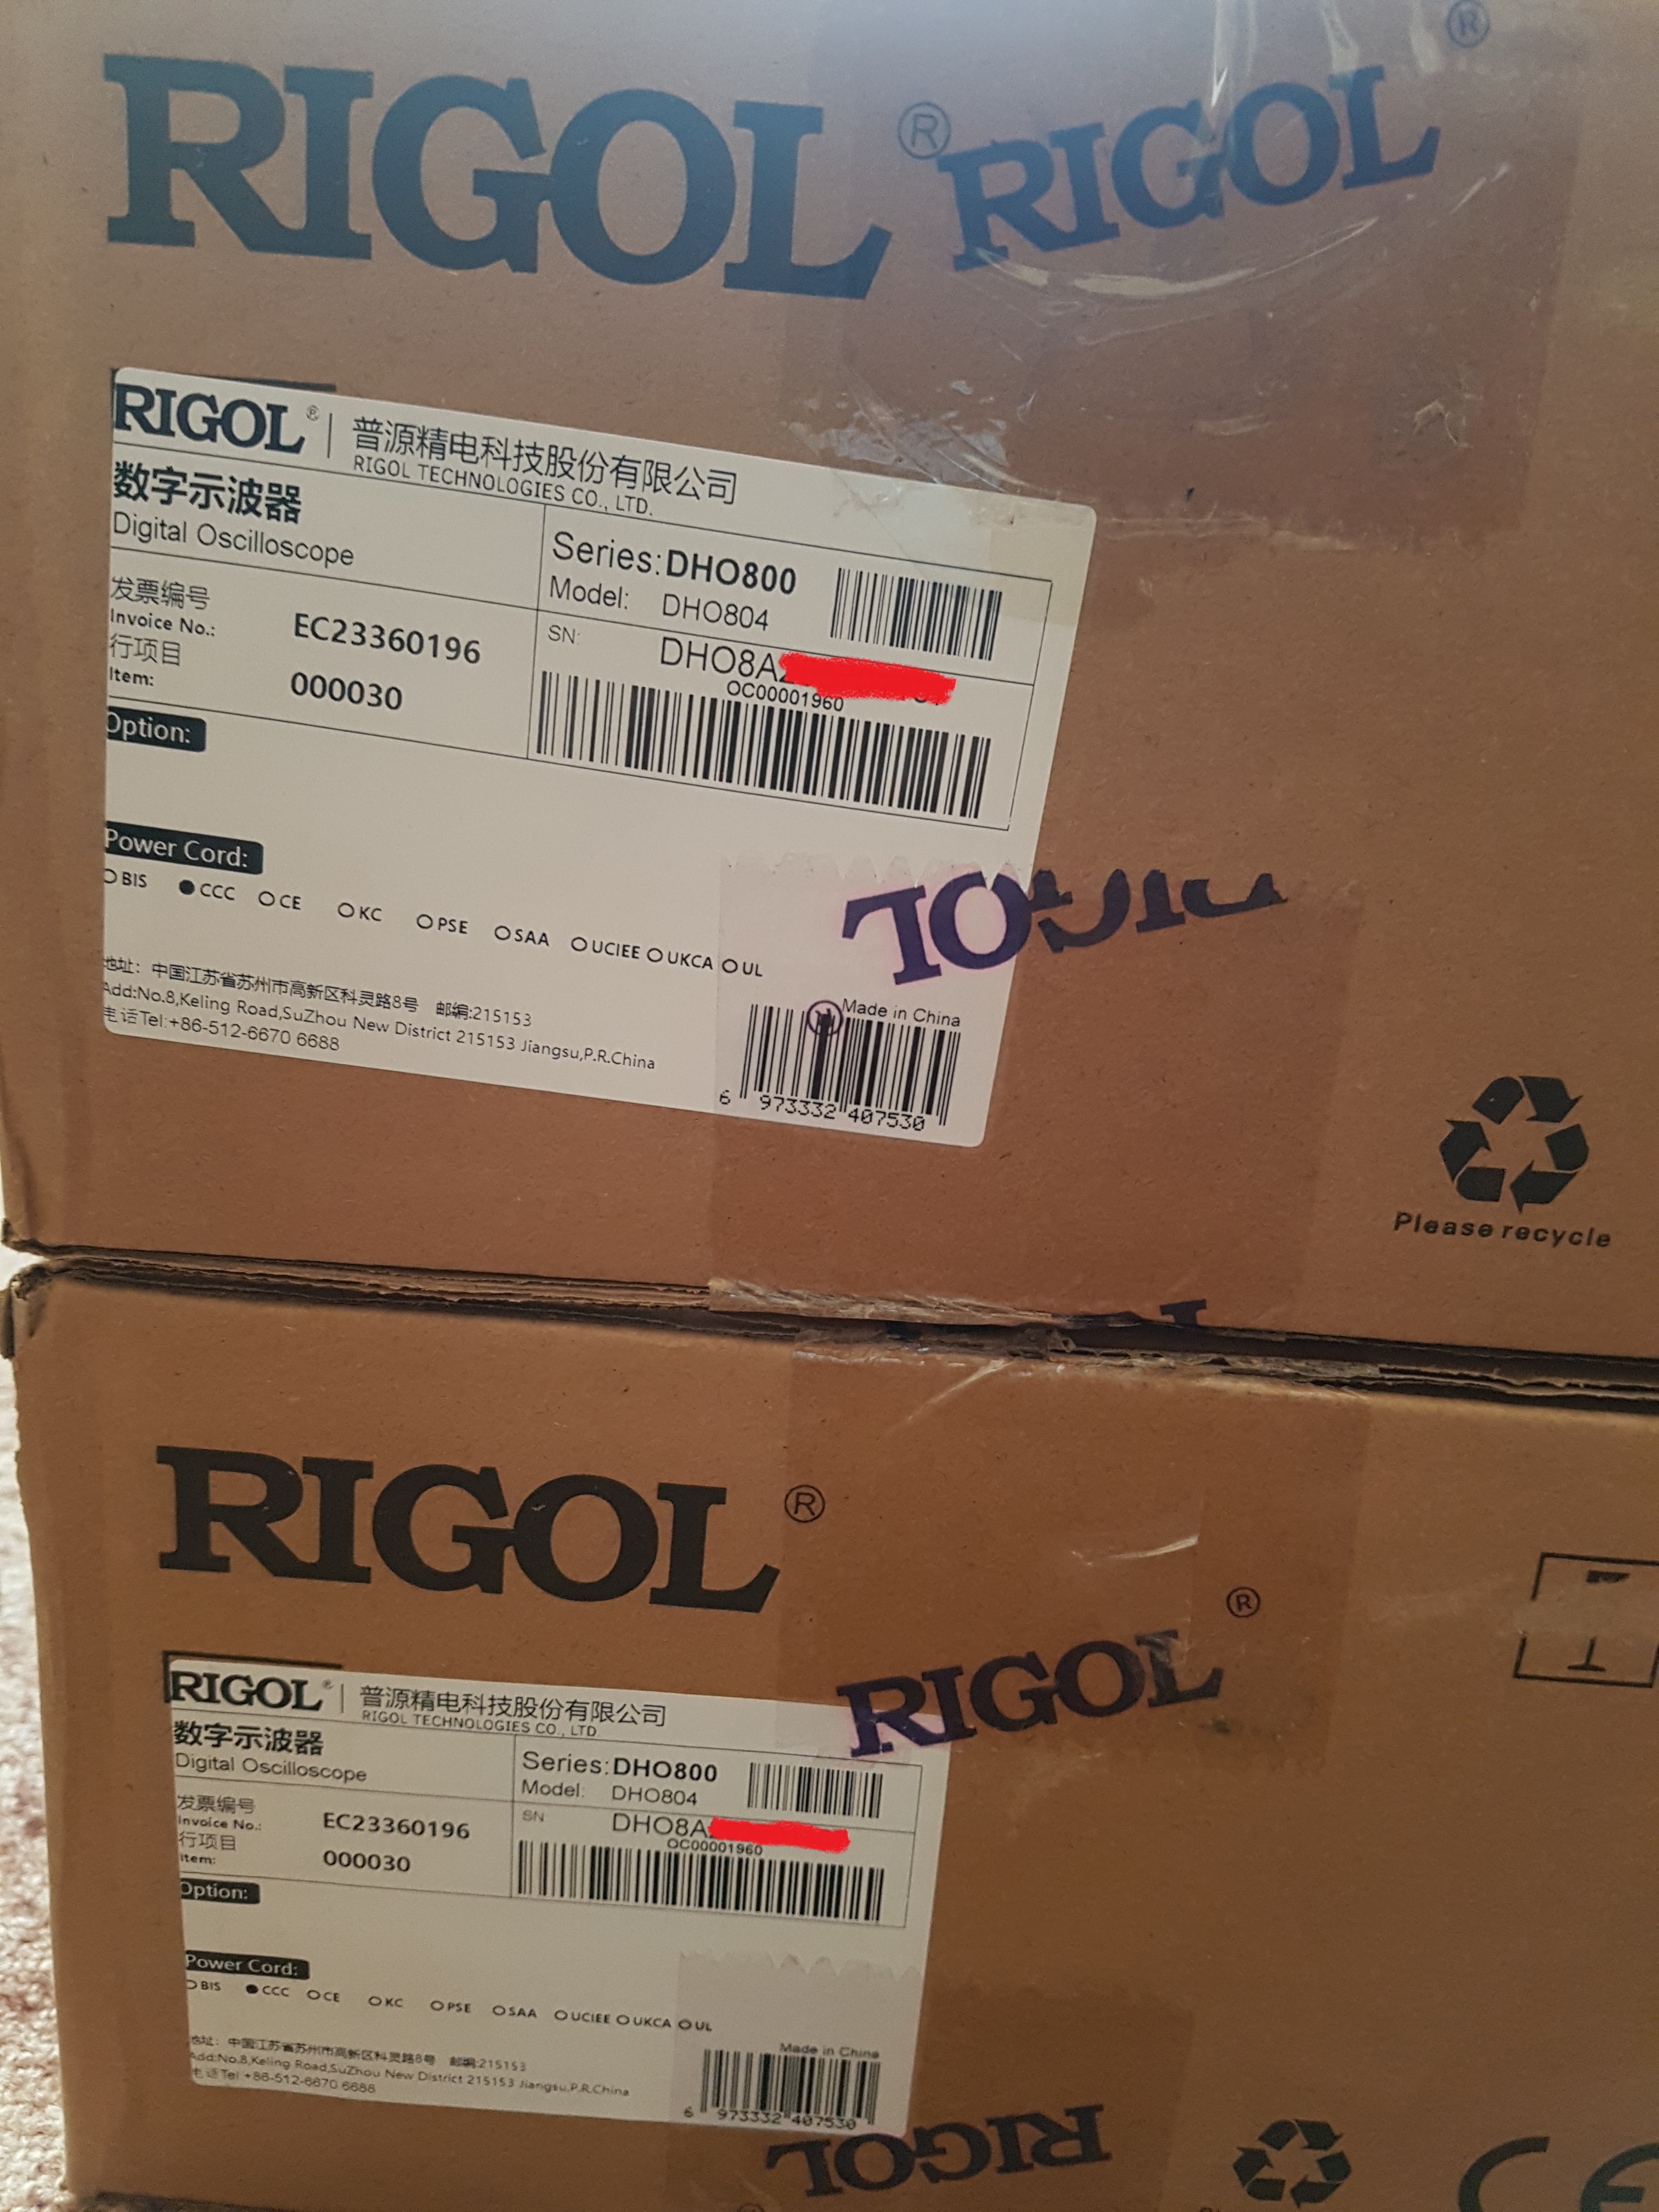 RIGOL®
RIGOL®
RIGOL® | 普源精电科技股份有限公司
RIGOL TECHNOLOGIES CO., LTD.
数字示波器
Digital Oscilloscope
Series:DHO800
Model: DHO804
发票编号
Invoice No.: EC23360196
行项目
Item: 000030
SN: DHO8A
OC00001960
Option:
Power Cord:
BIS CCC CE KC PSE SAA UCIEE UKCA UL
地址：中国江苏省苏州市高新区科灵路8号 邮编:215153
Add:No.8,Keling Road,SuZhou New District 215153 Jiangsu,P.R.China
电话Tel:+86-512-6670 6688
RIGOL
Made in China
6 973332 407530
Please recycle
RIGOL®
RIGOL®
RIGOL® | 普源精电科技股份有限公司
RIGOL TECHNOLOGIES CO., LTD
数字示波器
Digital Oscilloscope
Series:DHO800
Model: DHO804
发票编号
Invoice No.: EC23360196
行项目
Item: 000030
SN DHO8A
OC00001960
Option:
Power Cord:
BIS CCC CE KC PSE SAA UCIEE UKCA UL
地址：中国江苏省苏州市高新区科灵路8号 邮编:215153
Add:No.8,Keling Road,SuZhou New District 215153 Jiangsu,P.R.China
电话Tel:+86-512-6670 6688
Made in China
6 973332 407530
RIGOL
CE